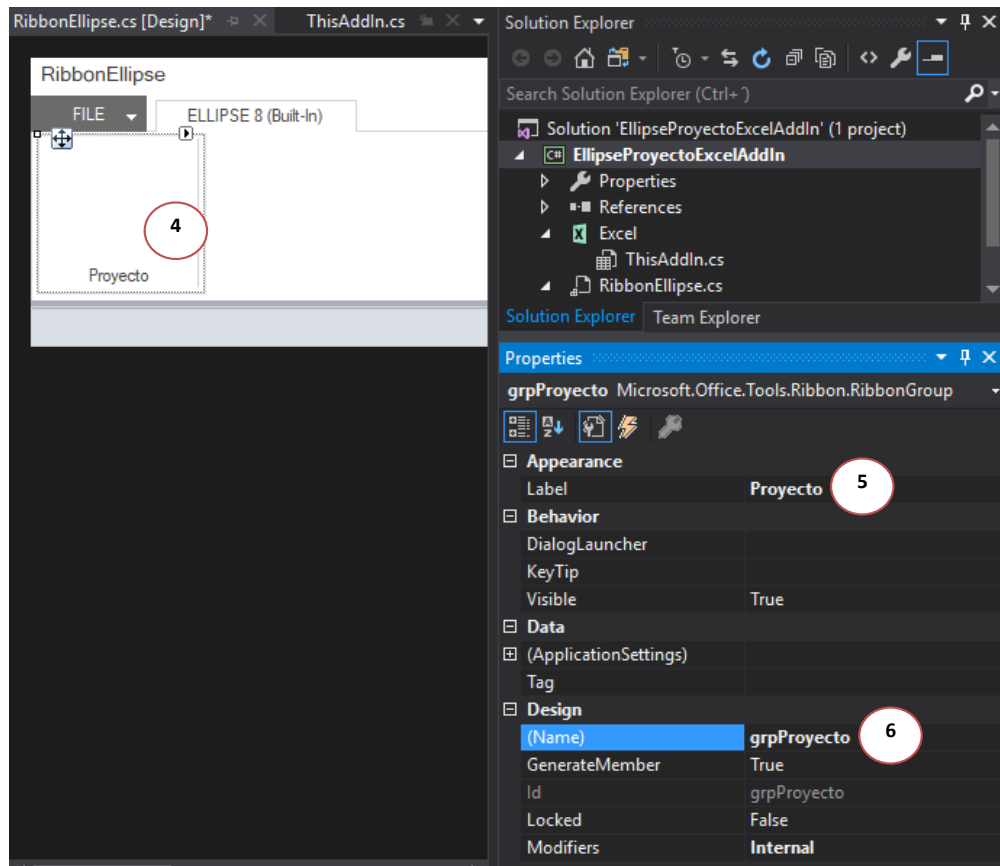 RibbonEllipse.cs [Design]*
ThisAddIn.cs
RibbonEllipse
FILE
ELLIPSE 8 (Built-In)
4
Proyecto
Solution Explorer
Search Solution Explorer (Ctrl+´)
Solution 'EllipseProyectoExcelAddIn' (1 project)
C# EllipseProyectoExcelAddIn
Properties
References
Excel
ThisAddIn.cs
RibbonEllipse.cs
Solution Explorer Team Explorer
Properties
grpProyecto Microsoft.Office.Tools.Ribbon.RibbonGroup
Appearance
Label Proyecto 5
Behavior
DialogLauncher
KeyTip
Visible True
Data
(ApplicationSettings)
Tag
Design
(Name) grpProyecto 6
GenerateMember True
Id grpProyecto
Locked False
Modifiers Internal